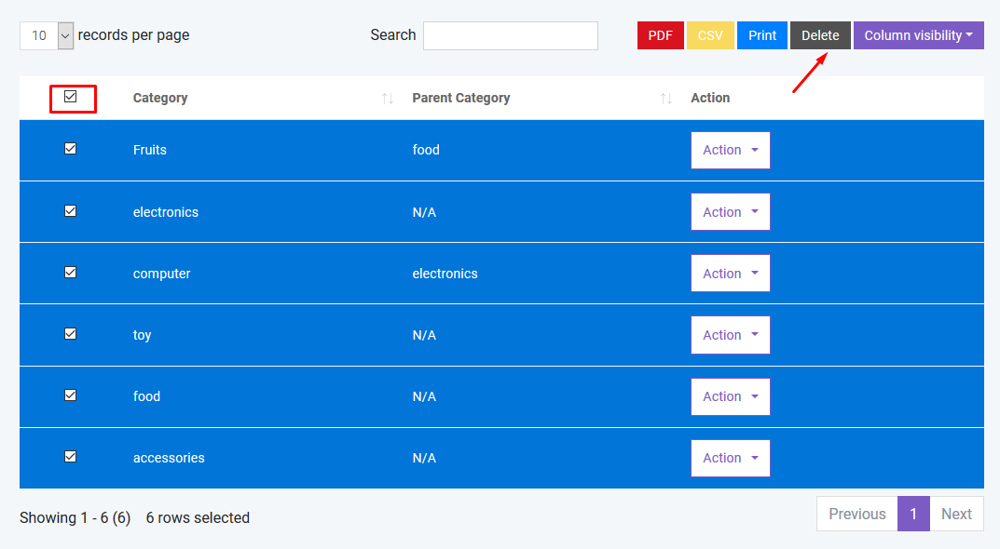 10 records per page Search PDF CSV Print Delete Column visibility
Category Parent Category Action
Fruits food Action
electronics N/A Action
computer electronics Action
toy N/A Action
food N/A Action
accessories N/A Action
Showing 1 - 6 (6) 6 rows selected Previous 1 Next